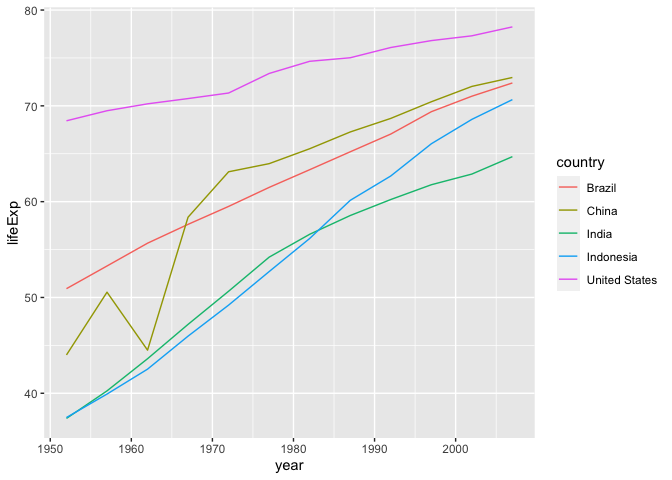 80
70
60
50
40
lifeExp
1950
1960
1970
1980
1990
2000
year
country
Brazil
China
India
Indonesia
United States